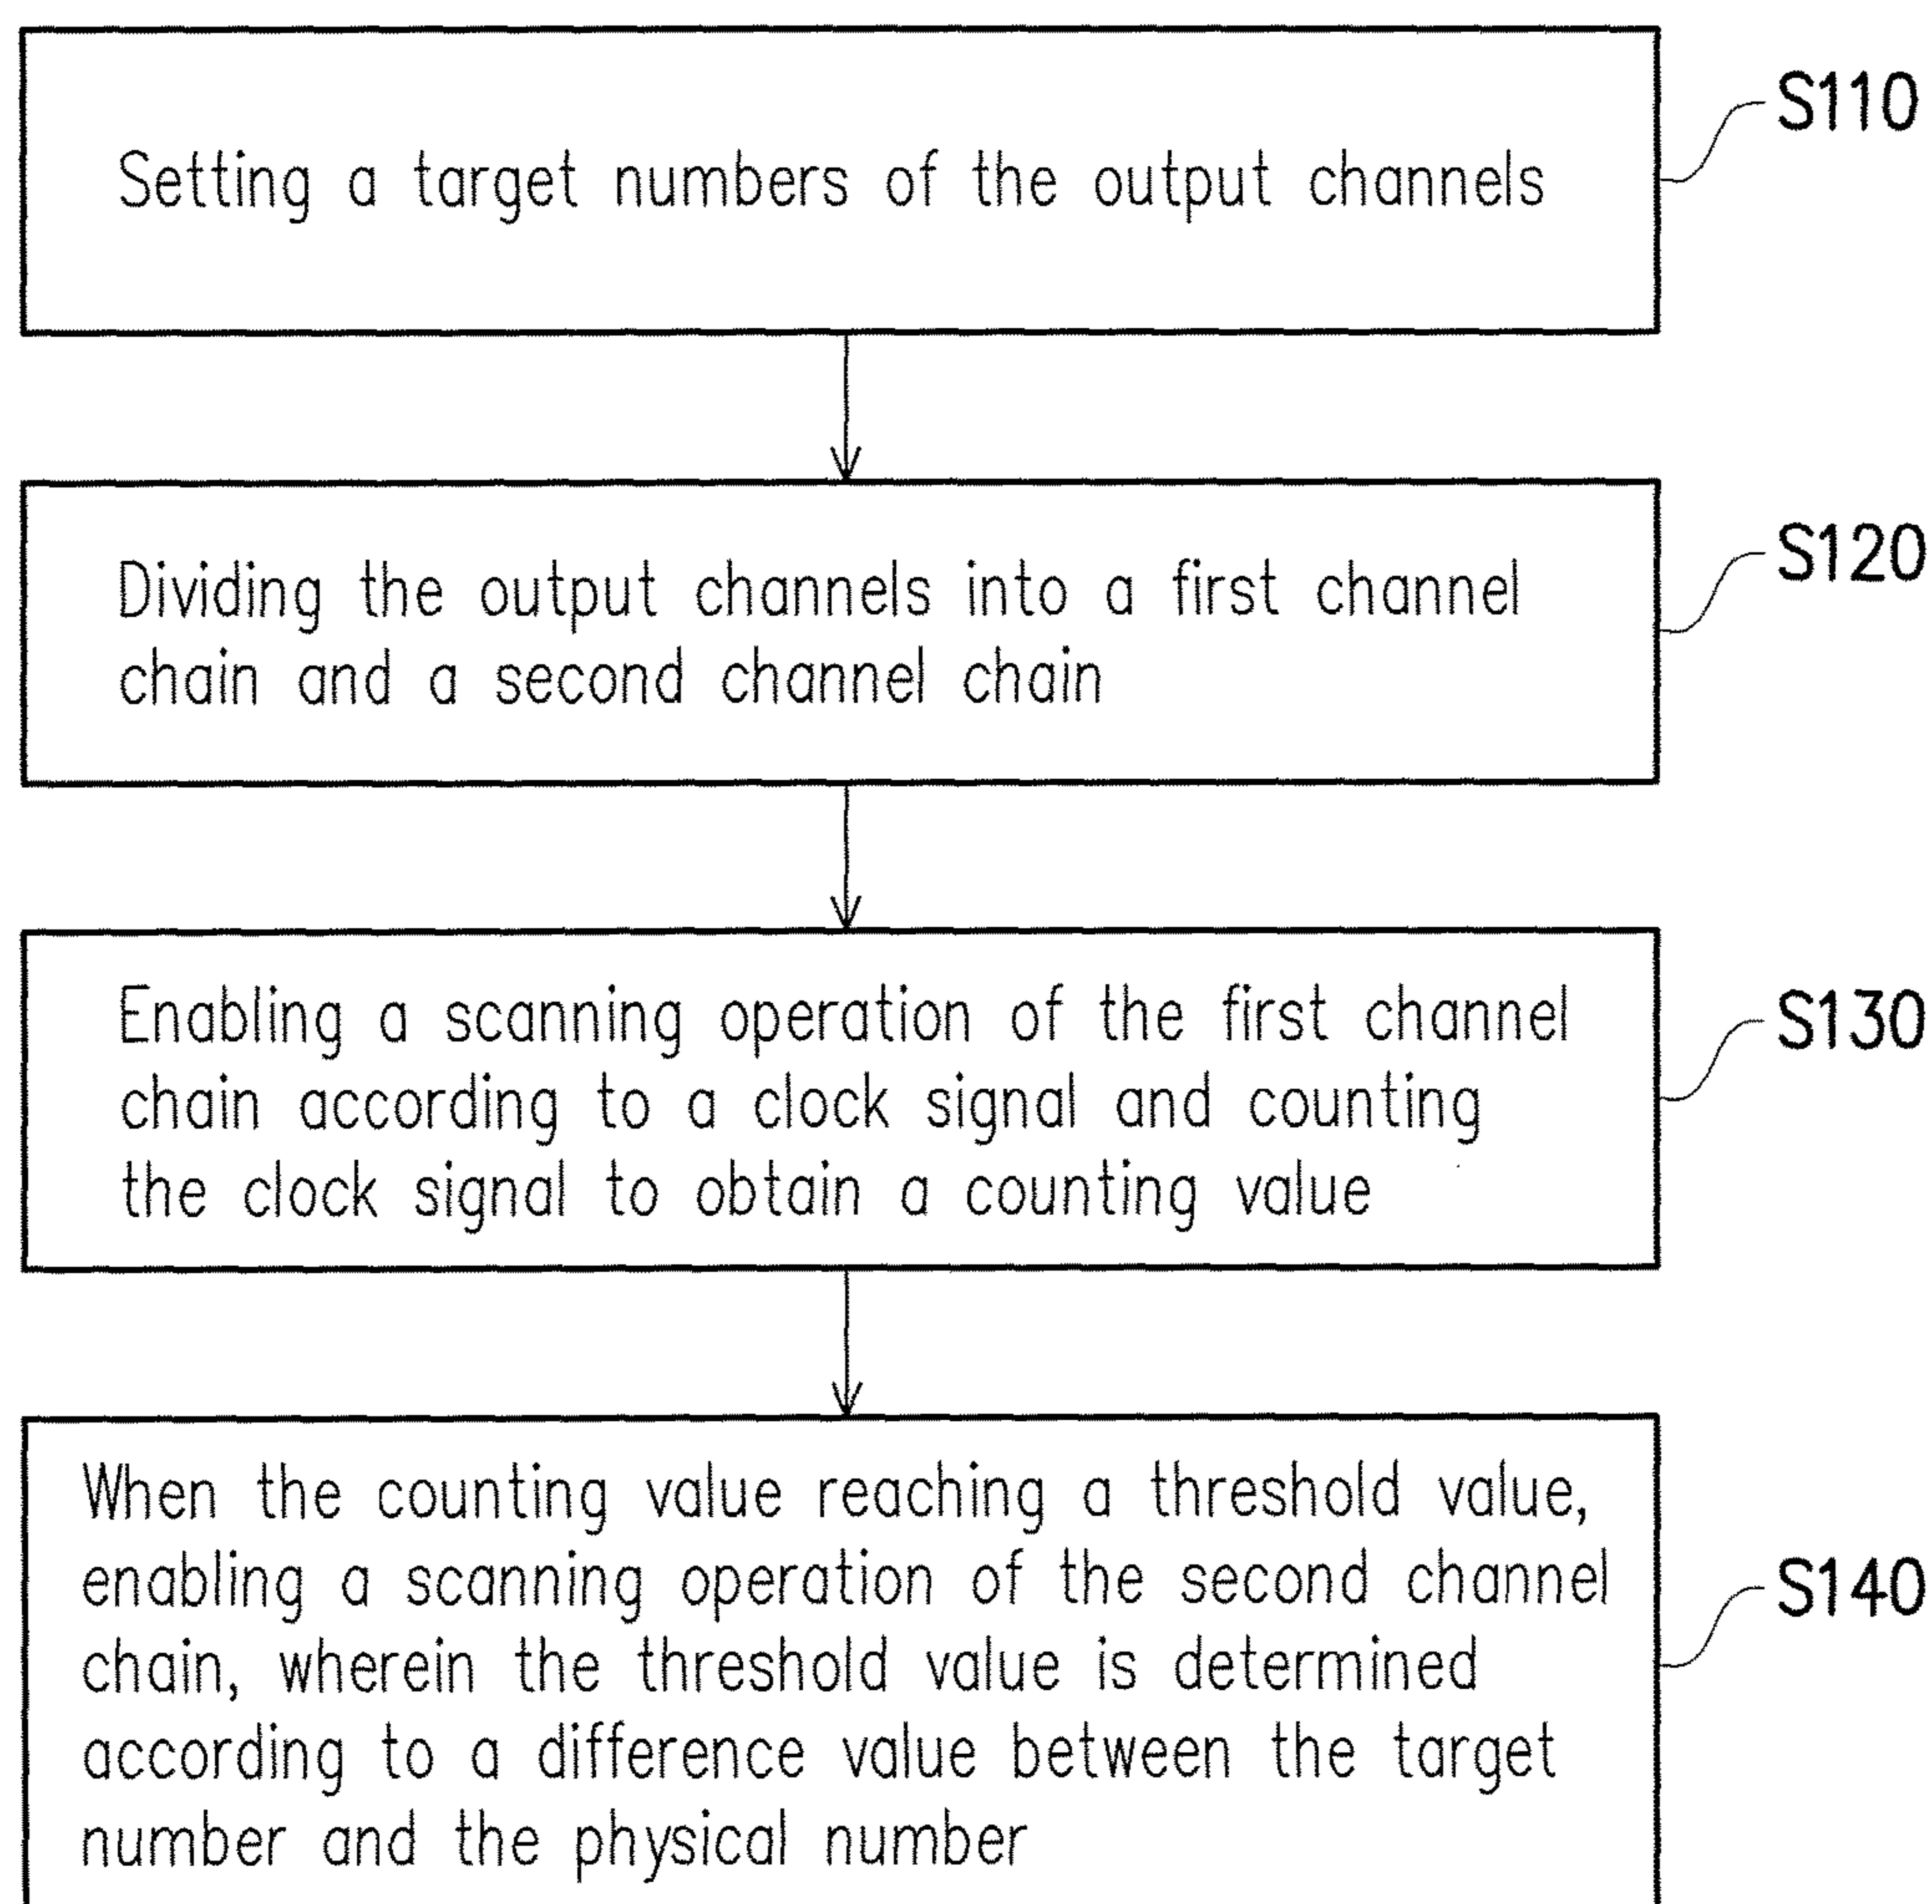 Setting a target numbers of the output channels
S110
Dividing the output channels into a first channel
chain and a second channel chain
S120
Enabling a scanning operation of the first channel
chain according to a clock signal and counting
the clock signal to obtain a counting value
S130
When the counting value reaching a threshold value,
enabling a scanning operation of the second channel
chain, wherein the threshold value is determined
according to a difference value between the target
number and the physical number
S140